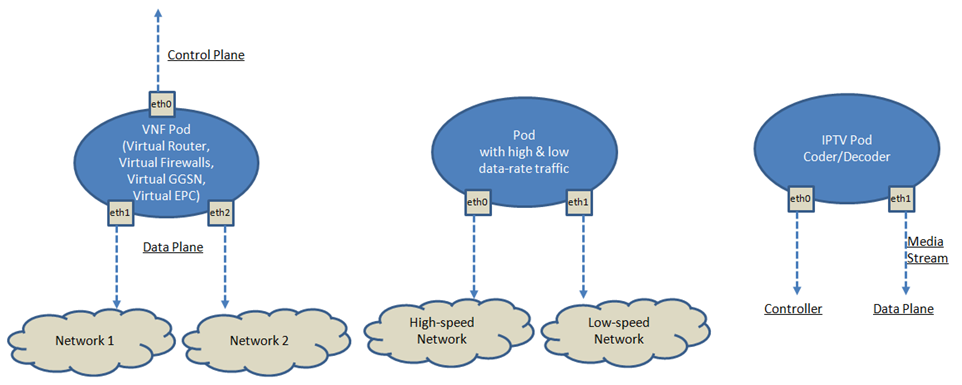 Control Plane
eth0
VNF Pod
(Virtual Router,
Virtual Firewalls,
Virtual GGSN,
Virtual EPC)
eth1
eth2
Data Plane
Network 1
Network 2
Pod
with high & low
data-rate traffic
eth0
eth1
High-speed
Network
Low-speed
Network
IPTV Pod
Coder/Decoder
eth0
eth1
Media
Stream
Controller
Data Plane